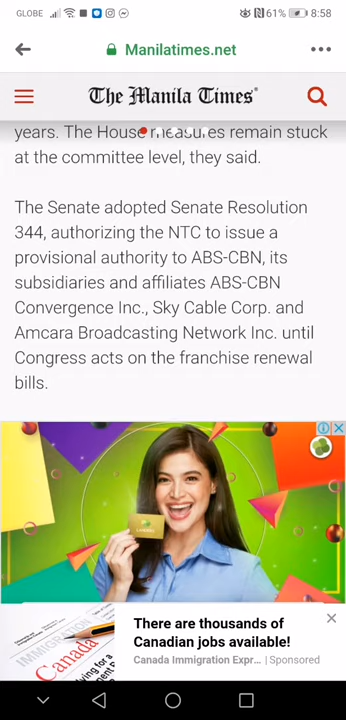 GLOBE 61% 8:58
Manilatimes.net
The Manila Times
years. The House measures remain stuck
at the committee level, they said.
The Senate adopted Senate Resolution
344, authorizing the NTC to issue a
provisional authority to ABS-CBN, its
subsidiaries and affiliates ABS-CBN
Convergence Inc., Sky Cable Corp. and
Amcara Broadcasting Network Inc. until
Congress acts on the franchise renewal
bills.
There are thousands of
Canadian jobs available!
Canada Immigration Expr... | Sponsored
IMMIGRATION
Canada